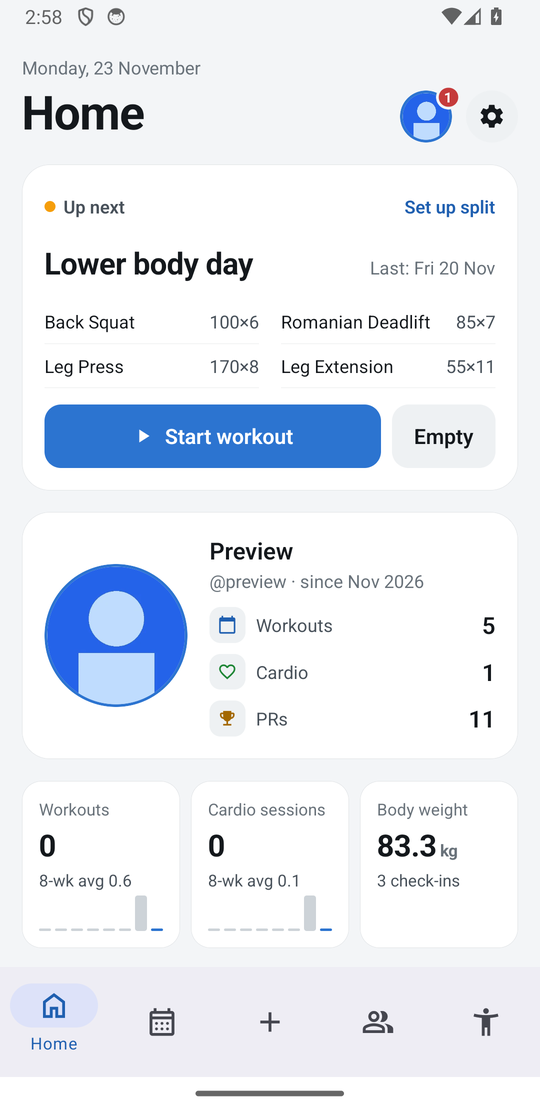 2:58
Monday, 23 November
Home
1
Up next
Set up split
Lower body day
Last: Fri 20 Nov
Back Squat 100×6
Romanian Deadlift 85×7
Leg Press 170×8
Leg Extension 55×11
Start workout
Empty
Preview
@preview · since Nov 2026
Workouts 5
Cardio 1
PRs 11
Workouts
0
8-wk avg 0.6
Cardio sessions
0
8-wk avg 0.1
Body weight
83.3 kg
3 check-ins
Home